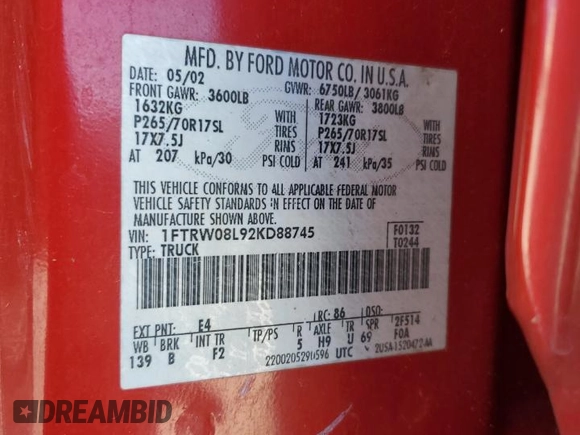 MFD. BY FORD MOTOR CO. IN U.S.A.
DATE: 05/02 GVWR: 6750LB/ 3061KG
FRONT GAWR: 3600LB REAR GAWR: 3800LB
1632KG 1723KG
P265/70R17SL WITH TIRES P265/70R17SL WITH TIRES
17X7.5J RIMS 17X7.5J RIMS
AT 207 kPa/30 PSI COLD AT 241 kPa/35 PSI COLD
THIS VEHICLE CONFORMS TO ALL APPLICABLE FEDERAL MOTOR
VEHICLE SAFETY STANDARDS IN EFFECT ON THE DATE OF
MANUFACTURE SHOWN ABOVE.
VIN: 1FTRW08L92KD88745 F0132
TYPE: TRUCK T0244
EXT PNT: E4 RC: 86 DSO:
WB BRK INT TR TP/PS R AXLE TR SPR 2F514
139 B F2 5 H9 U 69 F0A
UTC
DREAMBID